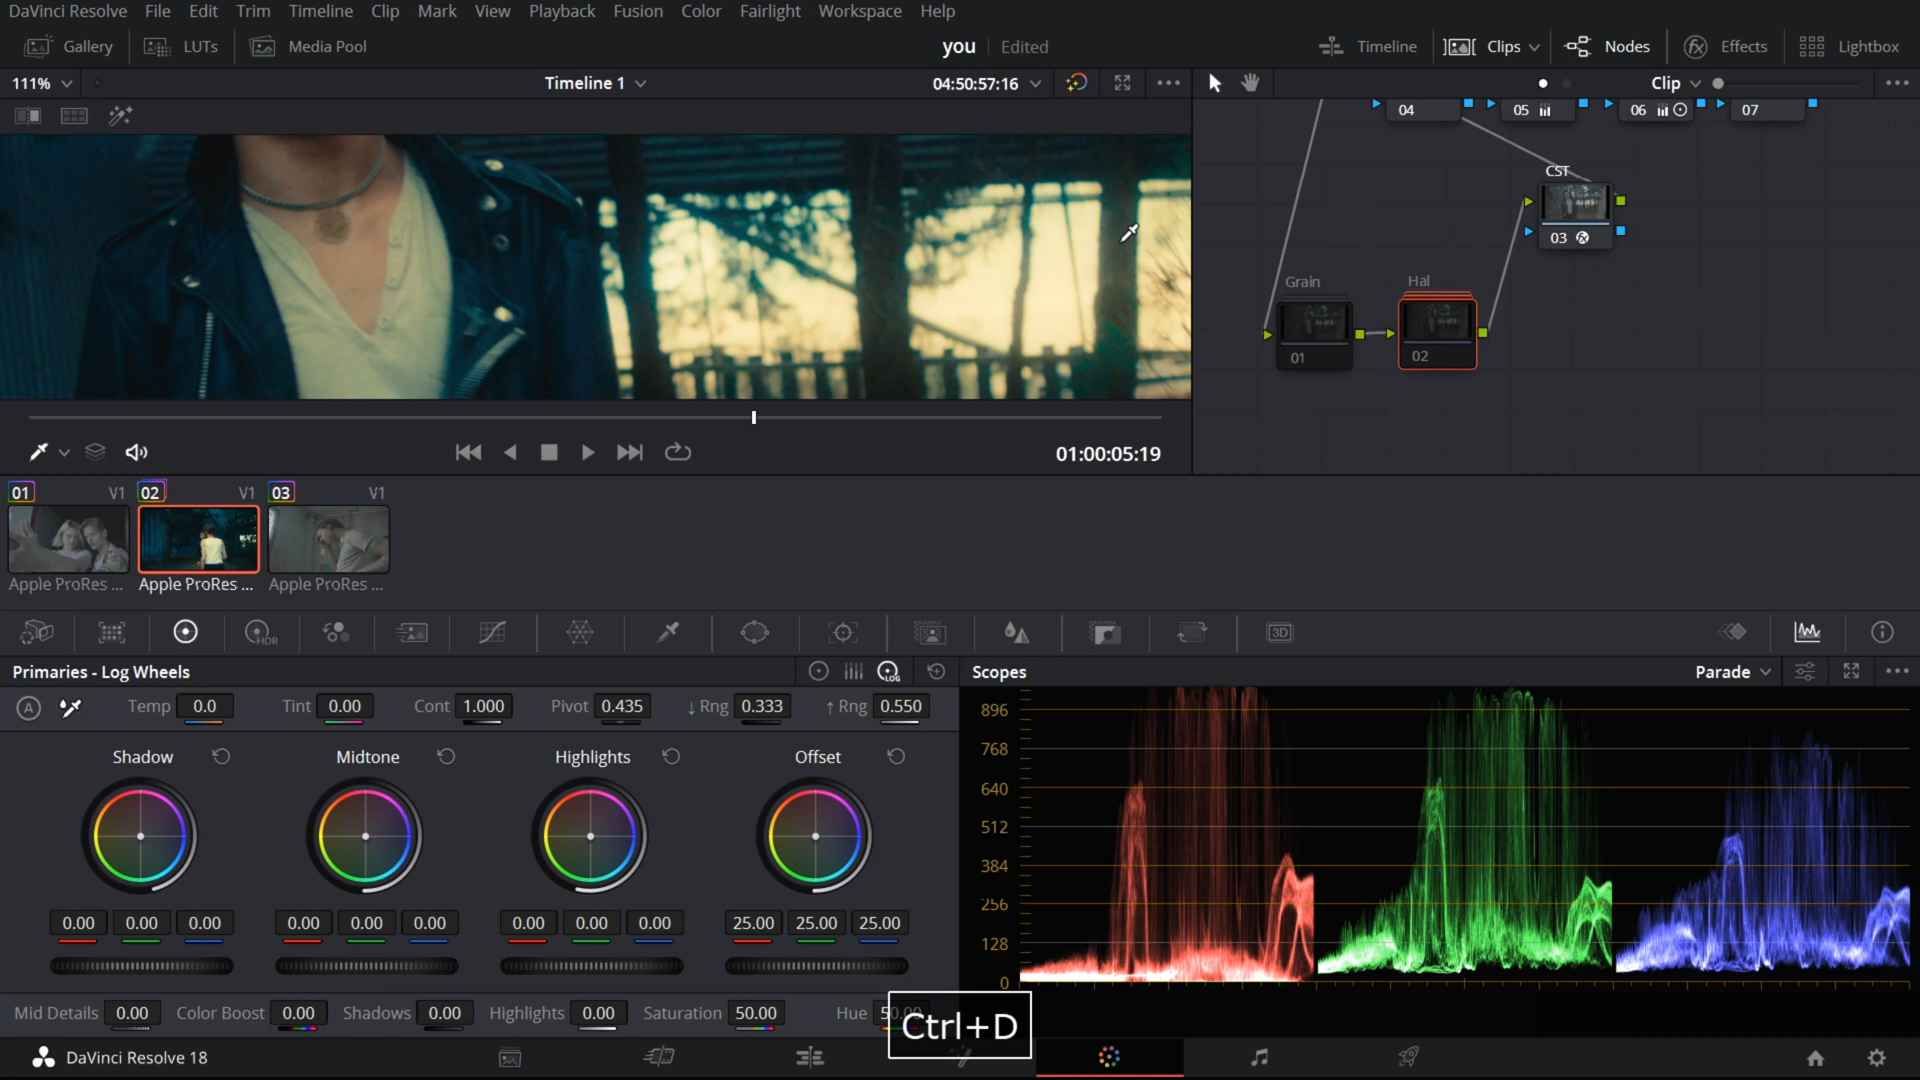 DaVinci Resolve File Edit Trim Timeline Clip Mark View Playback Fusion Color Fairlight Workspace Help
Gallery LUTs Media Pool you Edited Timeline Clips Nodes Effects Lightbox
111% Timeline 1 04:50:57:16 Clip
04 05 06 07
CST
03
Grain Hal
01 02
01:00:05:19
01 V1 02 V1 03 V1
Apple ProRes ... Apple ProRes ... Apple ProRes ...
HDR 3D
Primaries - Log Wheels LOG Scopes Parade
A Temp 0.0 Tint 0.00 Cont 1.000 Pivot 0.435 ↓ Rng 0.333 ↑ Rng 0.550
Shadow Midtone Highlights Offset
0.00 0.00 0.00 0.00 0.00 0.00 0.00 0.00 0.00 25.00 25.00 25.00
896
768
640
512
384
256
128
0
Mid Details 0.00 Color Boost 0.00 Shadows 0.00 Highlights 0.00 Saturation 50.00 Hue 50.00
Ctrl+D
DaVinci Resolve 18